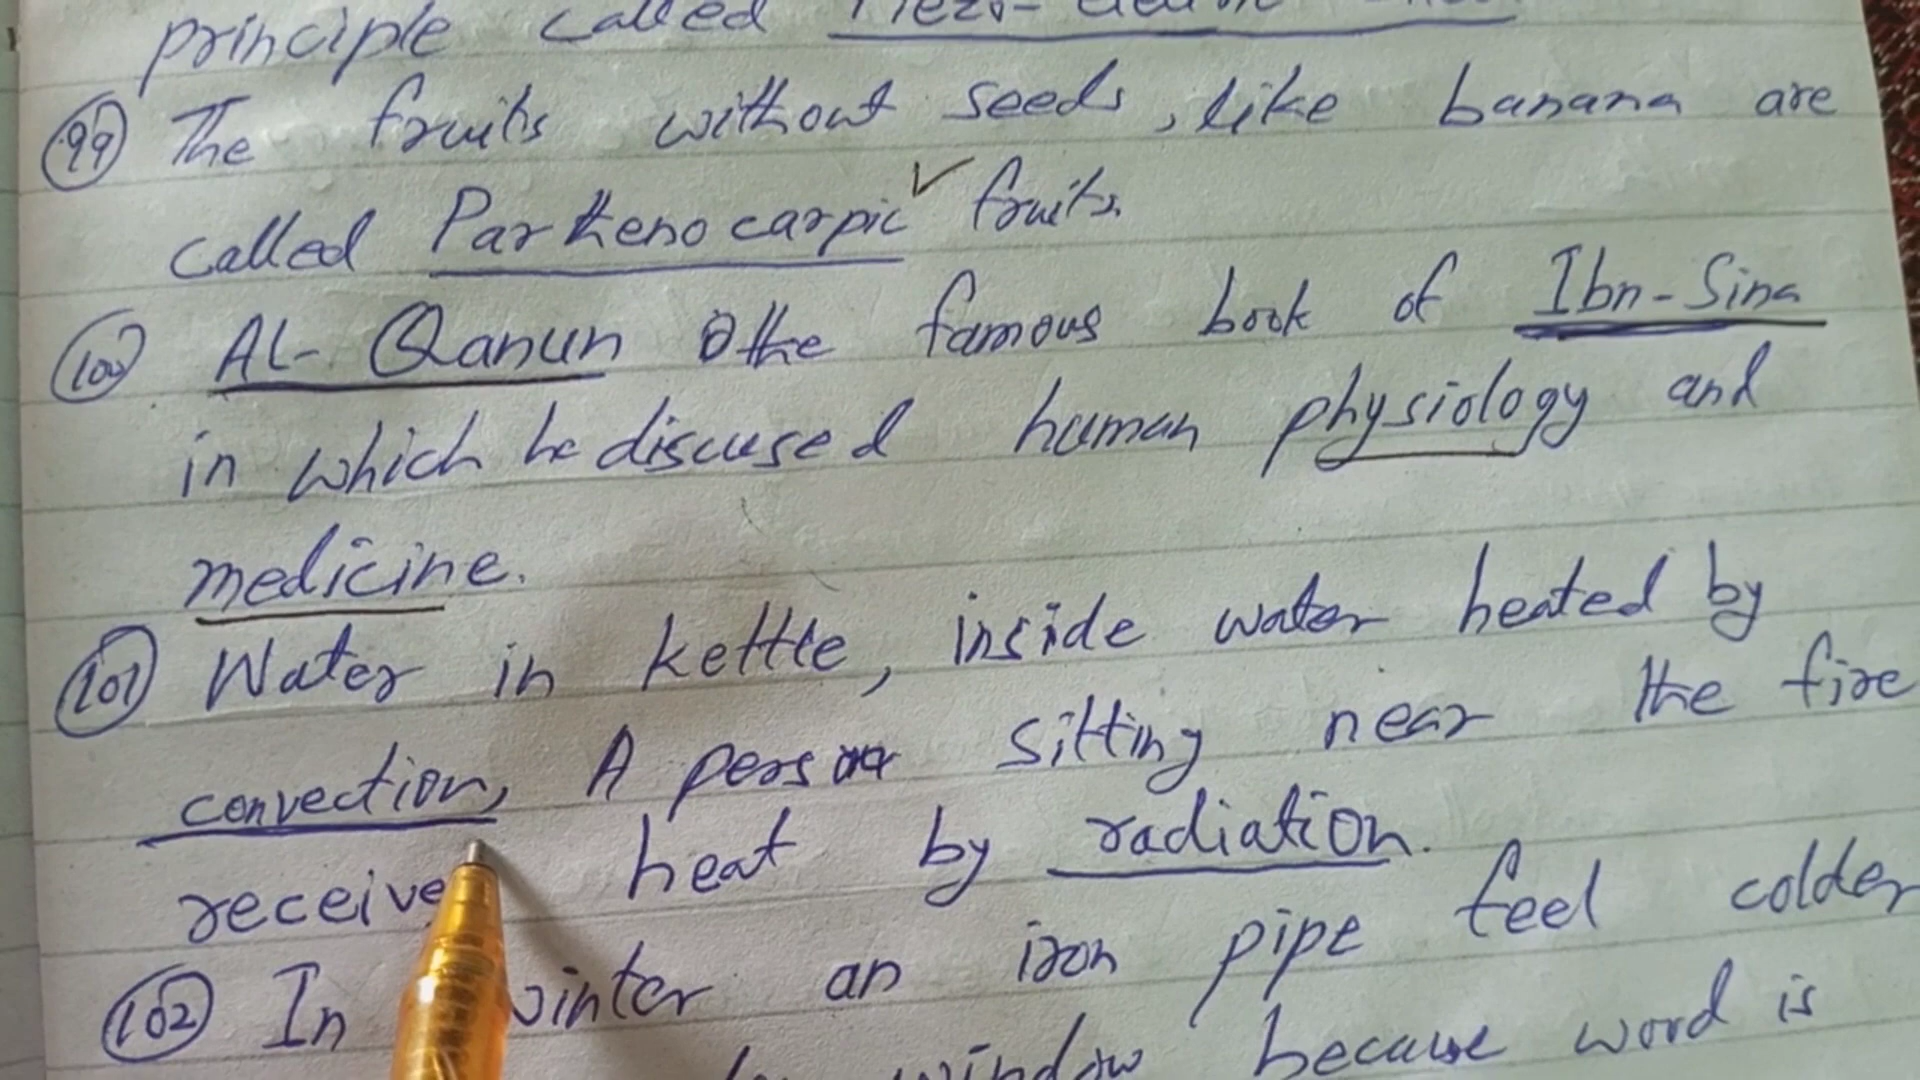 principle called Piezo-
99 The fruits without seeds, like banana are
called Parthenocarpic fruits.
100 AL- Qanun the famous book of Ibn-Sina
in which he discused human physiology and
medicine.
101 Water in kettle, inside water heated by
convection, A person sitting near the fire
receive heat by radiation.
102 In winter an iron pipe feel colder
window because word is